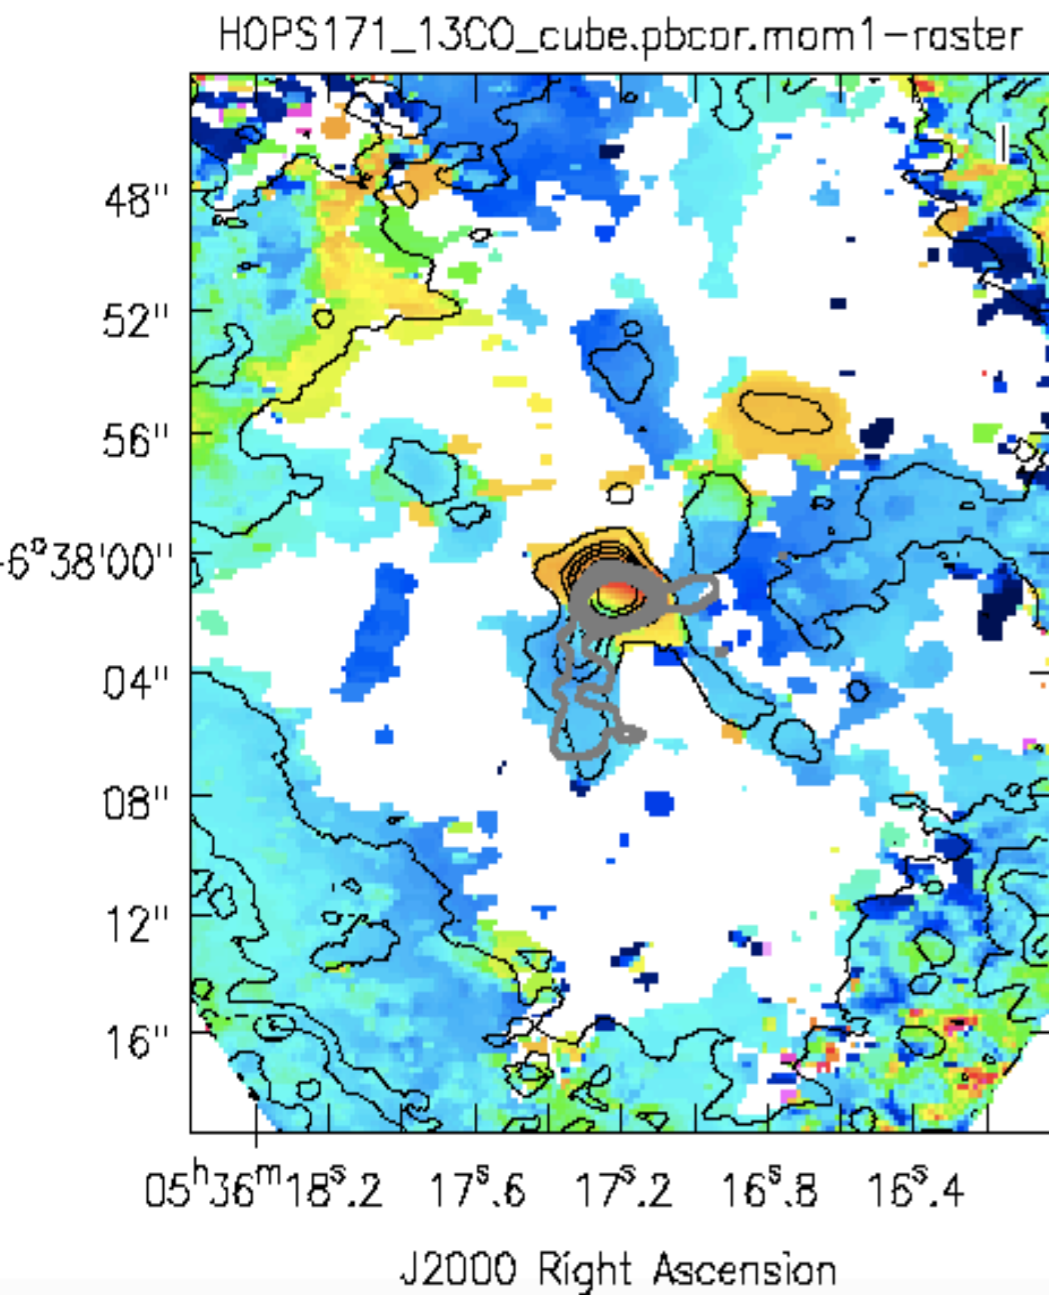 HOPS171_13CO_cube.pbcor.mom1-raster
48"
52"
56"
-6°38'00"
04"
08"
12"
16"
05ʰ36ᵐ18ˢ.2 17ˢ.6 17ˢ.2 16ˢ.8 16ˢ.4
J2000 Right Ascension